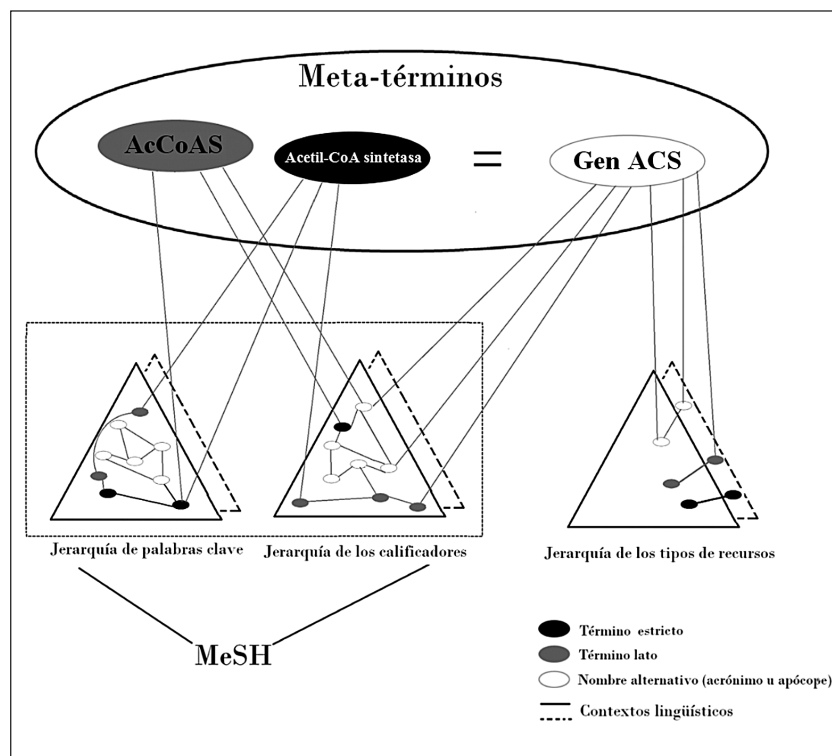 Meta-términos
AcCoAS
Acetil-CoA sintetasa
=
Gen ACS
Jerarquía de palabras clave
Jerarquía de los calificadores
Jerarquía de los tipos de recursos
MeSH
Término estricto
Término lato
Nombre alternativo (acrónimo u apócope)
Contextos lingüísticos